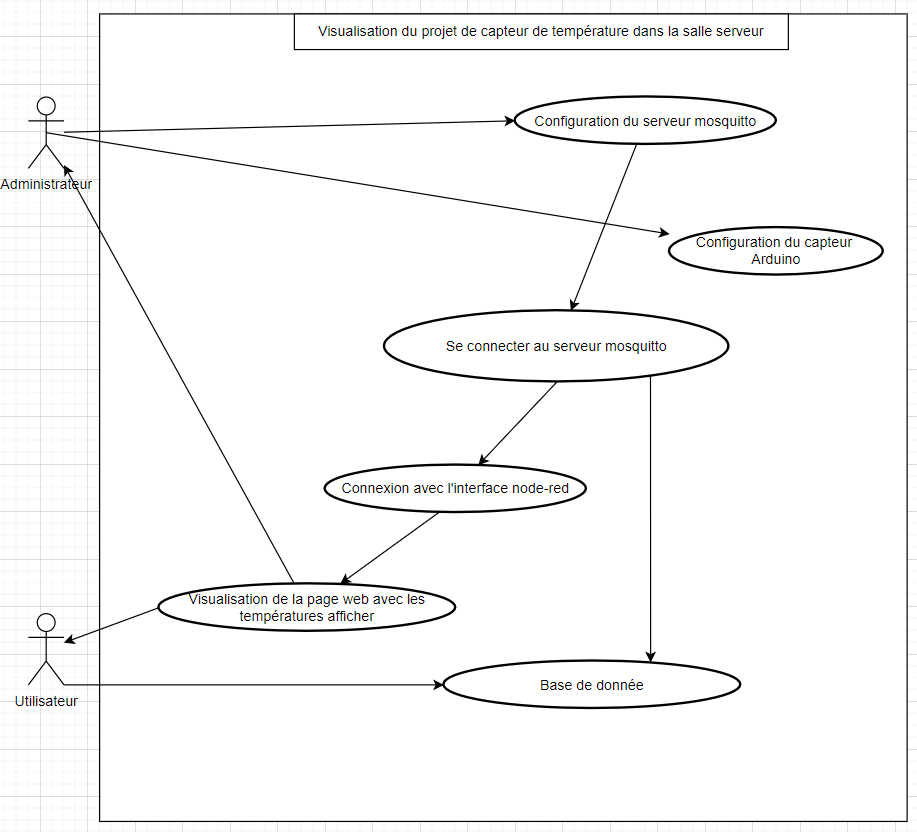 Visualisation du projet de capteur de température dans la salle serveur
Configuration du serveur mosquitto
Administrateur
Configuration du capteur
Arduino
Se connecter au serveur mosquitto
Connexion avec l'interface node-red
Visualisation de la page web avec les
températures afficher
Utilisateur
Base de donnée